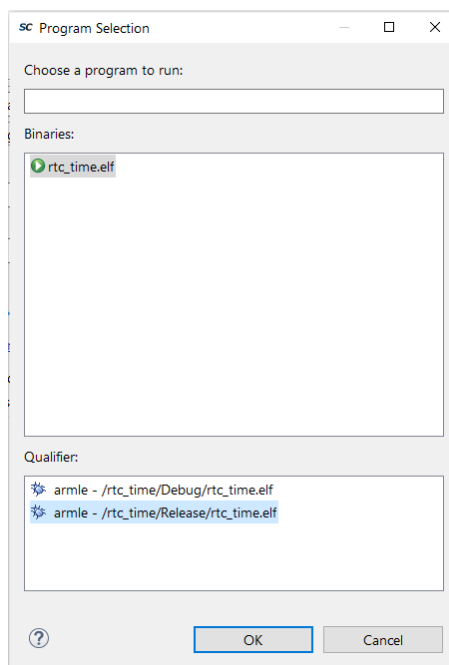 SC Program Selection
Choose a program to run:
Binaries:
rtc_time.elf
Qualifier:
armle - /rtc_time/Debug/rtc_time.elf
armle - /rtc_time/Release/rtc_time.elf
?
OK
Cancel